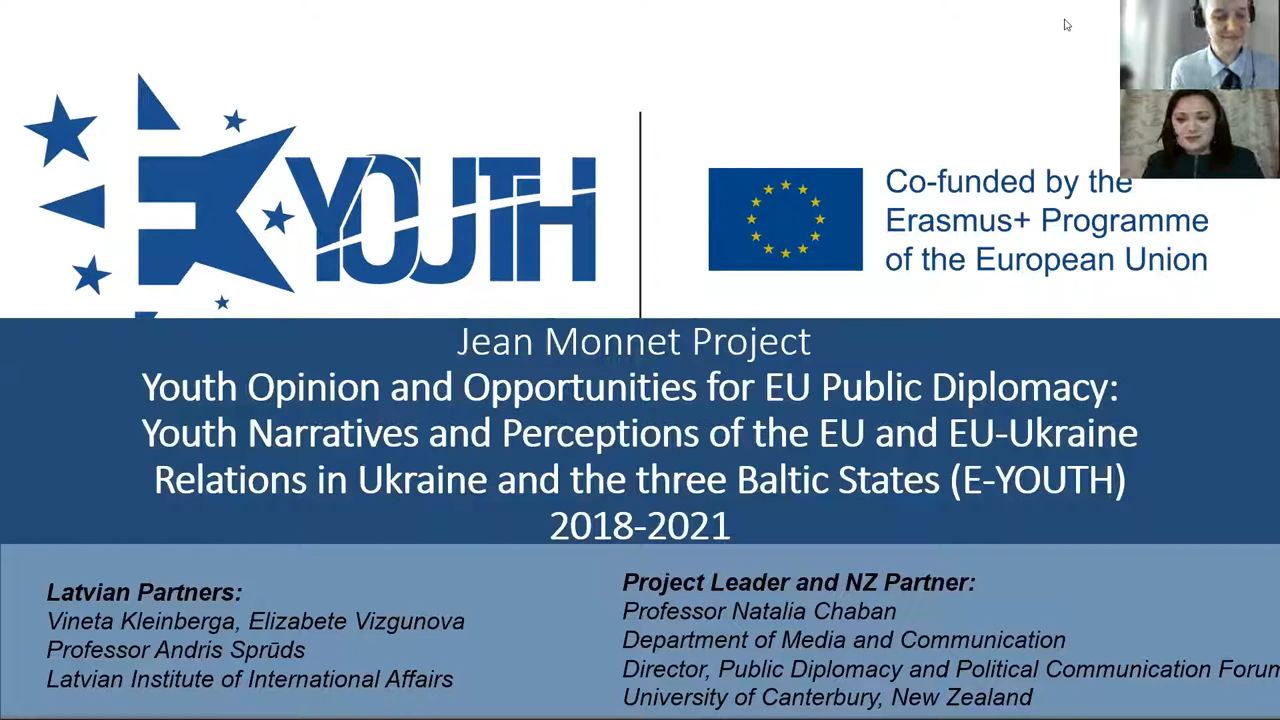 E YOUTH
Co-funded by the
Erasmus+ Programme
of the European Union
Jean Monnet Project
Youth Opinion and Opportunities for EU Public Diplomacy:
Youth Narratives and Perceptions of the EU and EU-Ukraine
Relations in Ukraine and the three Baltic States (E-YOUTH)
2018-2021
Latvian Partners:
Vineta Kleinberga, Elizabete Vizgunova
Professor Andris Sprūds
Latvian Institute of International Affairs
Project Leader and NZ Partner:
Professor Natalia Chaban
Department of Media and Communication
Director, Public Diplomacy and Political Communication Forum
University of Canterbury, New Zealand